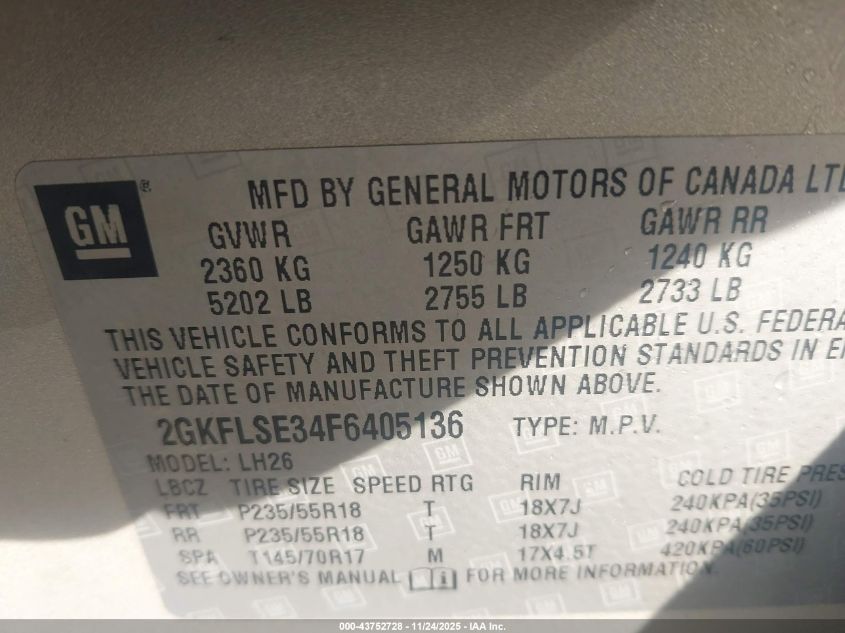 GM ®
MFD BY GENERAL MOTORS OF CANADA LTD
GVWR GAWR FRT GAWR RR
2360 KG 1250 KG 1240 KG
5202 LB 2755 LB 2733 LB
THIS VEHICLE CONFORMS TO ALL APPLICABLE U.S. FEDERA
VEHICLE SAFETY AND THEFT PREVENTION STANDARDS IN E
THE DATE OF MANUFACTURE SHOWN ABOVE.
2GKFLSE34F6405136 TYPE: M.P.V.
MODEL: LH26
LBCZ TIRE SIZE SPEED RTG RIM COLD TIRE PRES
FRT P235/55R18 T 18X7J 240KPA(35PSI)
RR P235/55R18 T 18X7J 240KPA(35PSI)
SPA T145/70R17 M 17X4.5T 420KPA(60PSI)
SEE OWNER'S MANUAL FOR MORE INFORMATION.
000-43752728 - 11/24/2025 - IAA Inc.